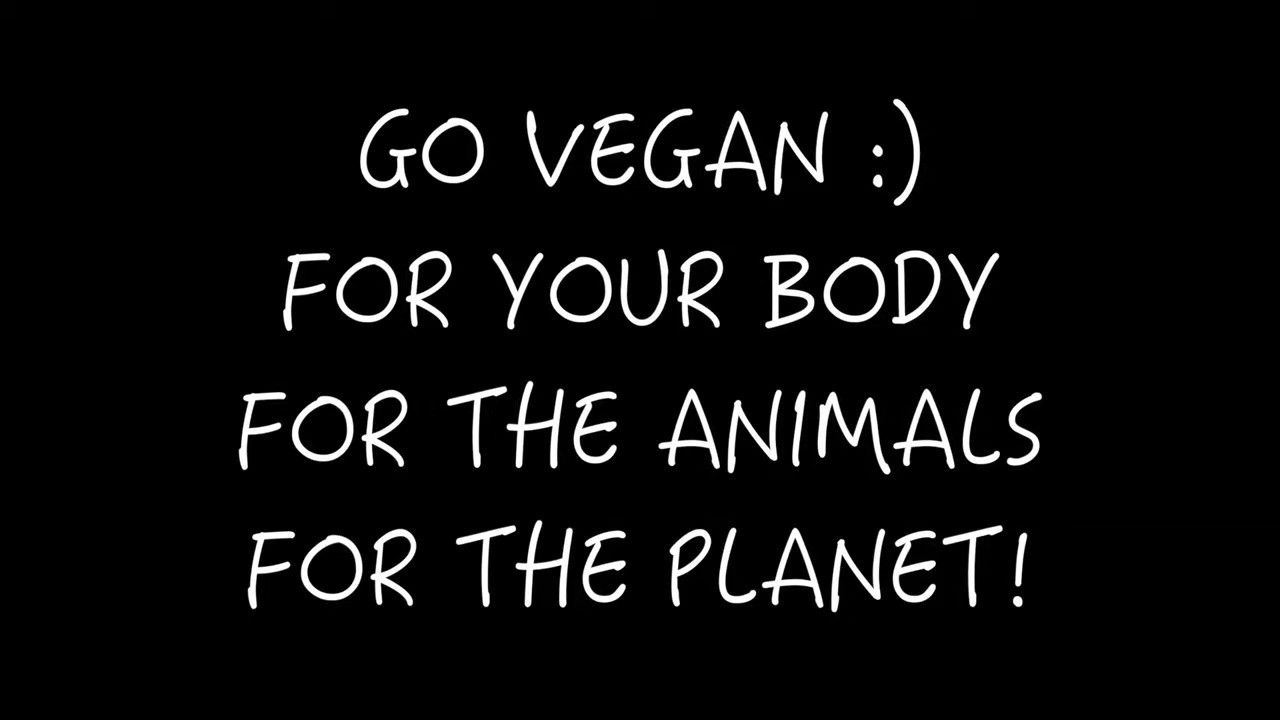 GO VEGAN :)
FOR YOUR BODY
FOR THE ANIMALS
FOR THE PLANET!